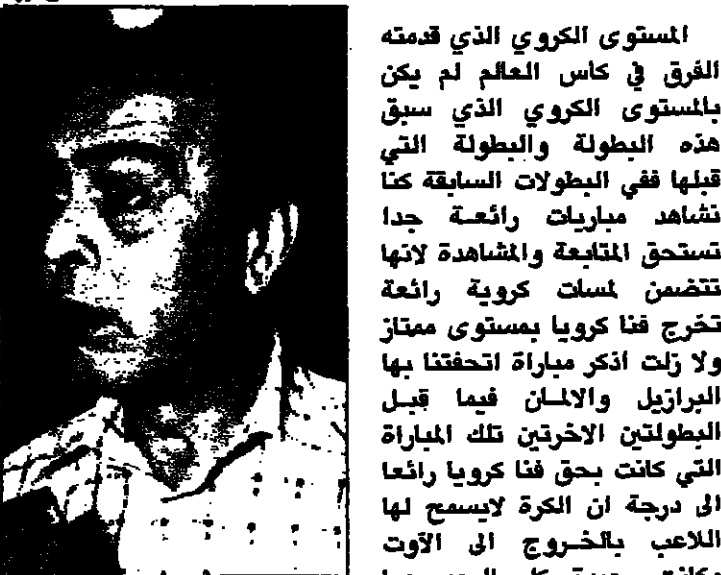 المستوى الكروي الذي قدمته
الفرق في كاس العالم لم يكن
بالمستوى الكروي الذي سبق
هذه البطولة والبطولة التي
قبلها ففي البطولات السابقة كنا
نشاهد مباريات رائعة جدا
تستحق المتابعة والمشاهدة لانها
تتضمن لمسات كروية رائعة
تخرج فنا كرويا بمستوى ممتاز
ولا زلت اذكر مباراة اتحفتنا بها
البرازيل والالمان فيما قبل
البطولتين الاخرتين تلك المباراة
التي كانت بحق فنا كرويا رائعا
الى درجة ان الكرة لايسمح لها
اللاعب بالخروج الى الآوت